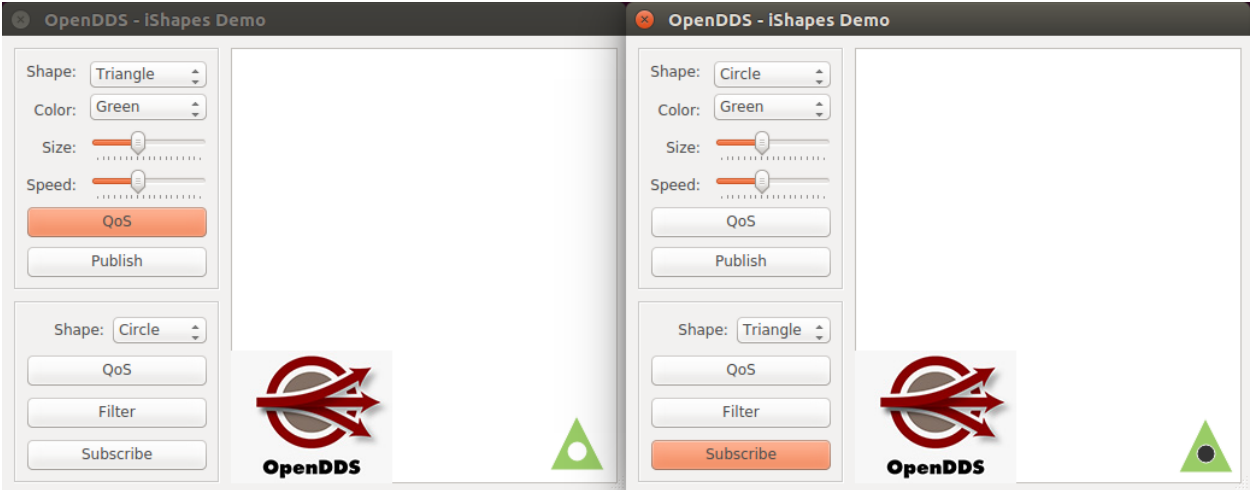 OpenDDS - iShapes Demo
Shape: Triangle
Color: Green
Size:
Speed:
QoS
Publish
Shape: Circle
QoS
Filter
Subscribe
OpenDDS
OpenDDS - iShapes Demo
Shape: Circle
Color: Green
Size:
Speed:
QoS
Publish
Shape: Triangle
QoS
Filter
Subscribe
OpenDDS